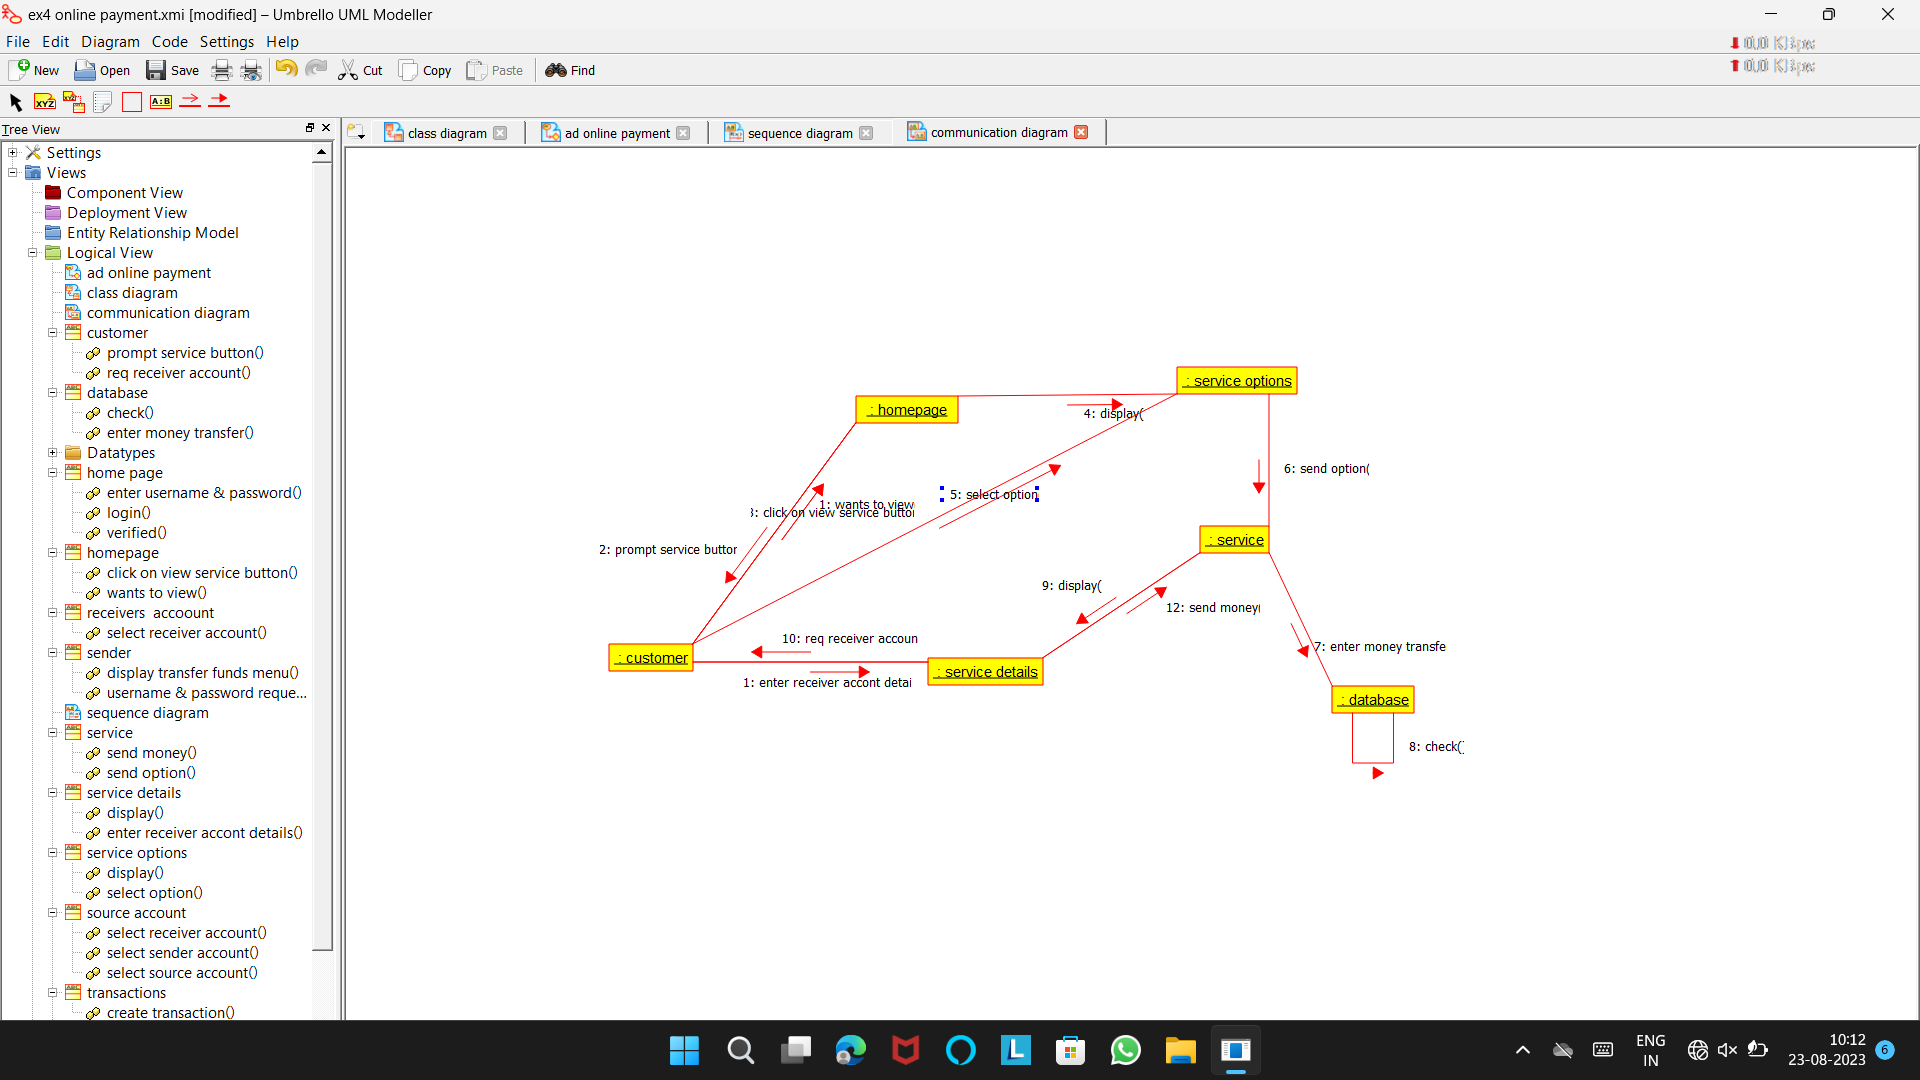 ex4 online payment.xmi [modified] – Umbrello UML Modeller
File Edit Diagram Code Settings Help
New Open Save Cut Copy Paste Find
XYZ A:B
Tree View
class diagram ad online payment sequence diagram communication diagram
Settings
Views
Component View
Deployment View
Entity Relationship Model
Logical View
ad online payment
class diagram
communication diagram
customer
prompt service button()
req receiver account()
database
check()
enter money transfer()
Datatypes
home page
enter username & password()
login()
verified()
homepage
click on view service button()
wants to view()
receivers accoount
select receiver account()
sender
display transfer funds menu()
username & password reque...
sequence diagram
service
send money()
send option()
service details
display()
enter receiver accont details()
service options
display()
select option()
source account
select receiver account()
select sender account()
select source account()
transactions
create transaction()
: service options
: homepage
4: display(
6: send option(
5: select option
1: wants to view
3: click on view service button
2: prompt service button
: service
9: display(
12: send money(
10: req receiver accoun
: customer
: service details
1: enter receiver accont detai
7: enter money transfe
: database
8: check()
ENG
IN
10:12
23-08-2023
6